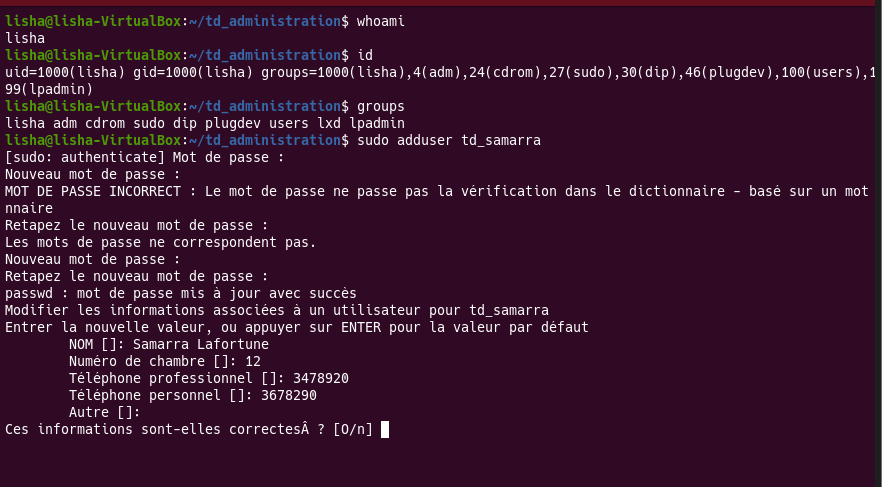 lisha@lisha-VirtualBox:~/td_administration$ whoami
lisha
lisha@lisha-VirtualBox:~/td_administration$ id
uid=1000(lisha) gid=1000(lisha) groups=1000(lisha),4(adm),24(cdrom),27(sudo),30(dip),46(plugdev),100(users),1
99(lpadmin)
lisha@lisha-VirtualBox:~/td_administration$ groups
lisha adm cdrom sudo dip plugdev users lxd lpadmin
lisha@lisha-VirtualBox:~/td_administration$ sudo adduser td_samarra
[sudo: authenticate] Mot de passe :
Nouveau mot de passe :
MOT DE PASSE INCORRECT : Le mot de passe ne passe pas la vérification dans le dictionnaire - basé sur un mot
nnaire
Retapez le nouveau mot de passe :
Les mots de passe ne correspondent pas.
Nouveau mot de passe :
Retapez le nouveau mot de passe :
passwd : mot de passe mis à jour avec succès
Modifier les informations associées à un utilisateur pour td_samarra
Entrer la nouvelle valeur, ou appuyer sur ENTER pour la valeur par défaut
NOM []: Samarra Lafortune
Numéro de chambre []: 12
Téléphone professionnel []: 3478920
Téléphone personnel []: 3678290
Autre []:
Ces informations sont-elles correctesÂ ? [O/n]